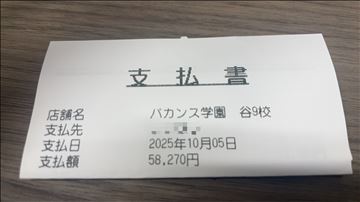 支払書
店舗名 バカンス学園 谷9校
支払先
支払日 2025年10月05日
支払額 58,270円